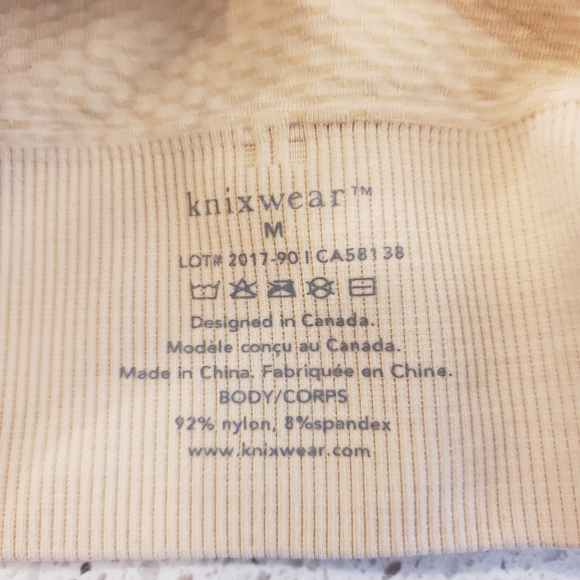 knixwear™
M
LOT# 2017-90 | CA58138
Designed in Canada.
Modèle conçu au Canada.
Made in China. Fabriquée en Chine.
BODY/CORPS
92% nylon, 8%spandex
www.knixwear.com